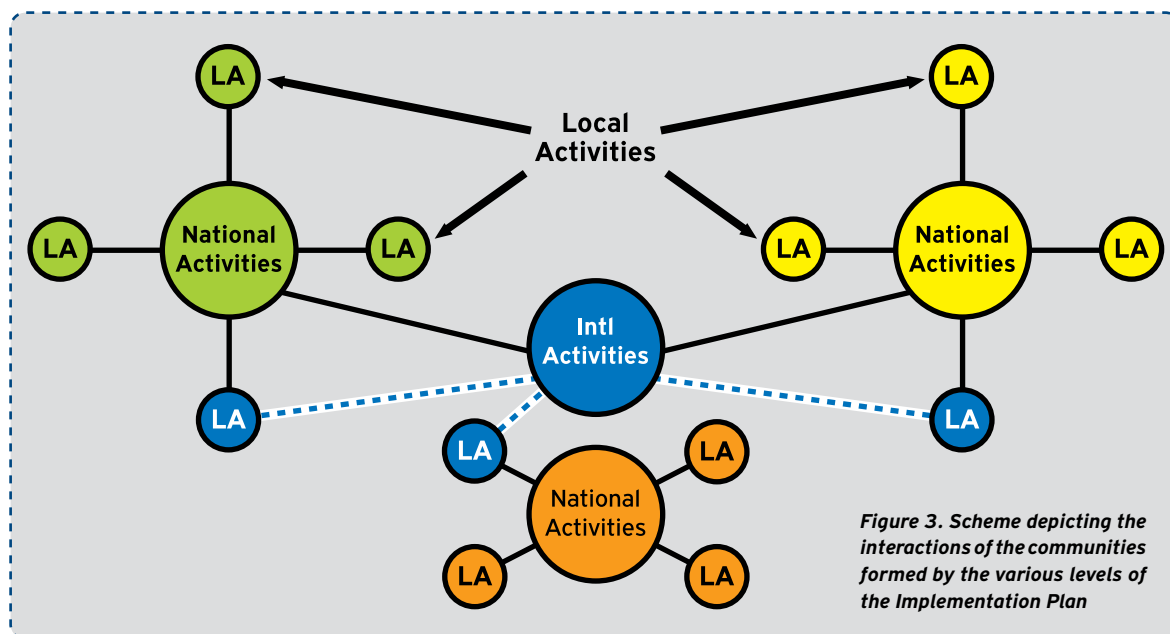 LA
LA
Local
Activities
National
Activities
National
Activities
LA
LA
LA
LA
Intl
Activities
LA
LA
LA
LA
National
Activities
LA
LA
Figure 3. Scheme depicting the
interactions of the communities
formed by the various levels of
the Implementation Plan